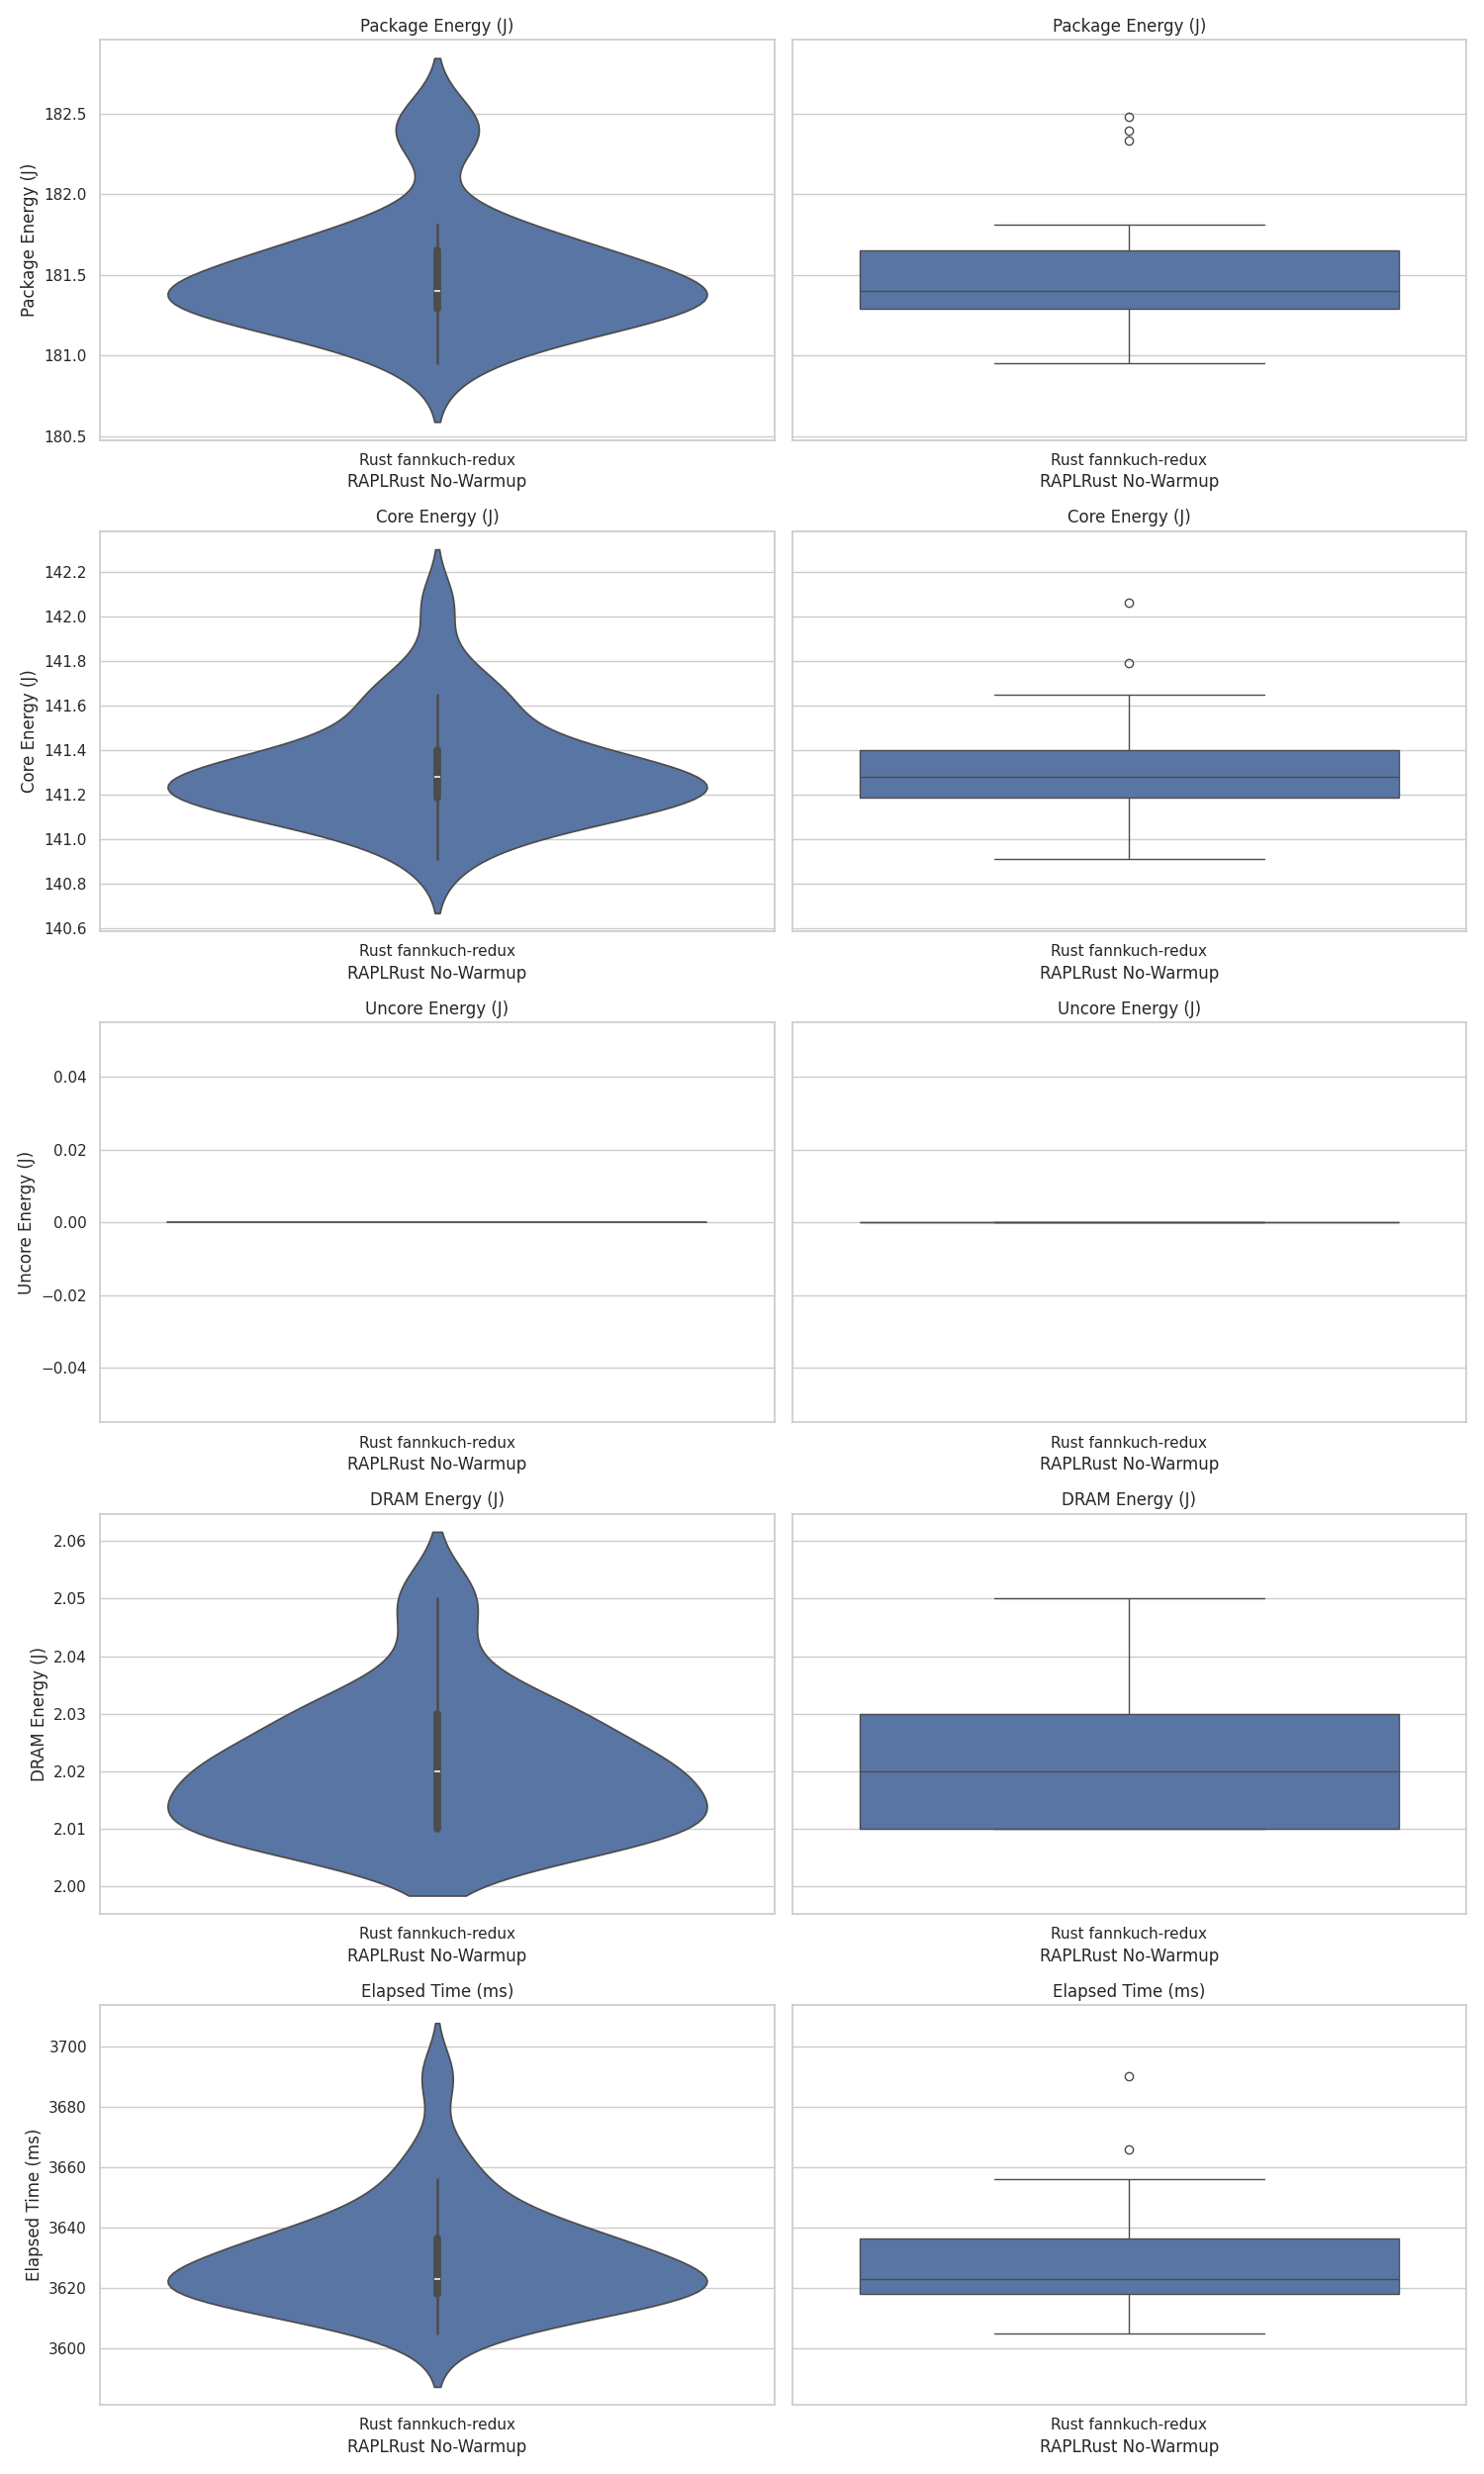 Package Energy (J)
Package Energy (J)
Package Energy (J)
182.5
182.0
181.5
181.0
180.5
Rust fannkuch-redux
RAPLRust No-Warmup
Rust fannkuch-redux
RAPLRust No-Warmup
Core Energy (J)
Core Energy (J)
Core Energy (J)
142.2
142.0
141.8
141.6
141.4
141.2
141.0
140.8
140.6
Rust fannkuch-redux
RAPLRust No-Warmup
Rust fannkuch-redux
RAPLRust No-Warmup
Uncore Energy (J)
Uncore Energy (J)
Uncore Energy (J)
0.04
0.02
0.00
−0.02
−0.04
Rust fannkuch-redux
RAPLRust No-Warmup
Rust fannkuch-redux
RAPLRust No-Warmup
DRAM Energy (J)
DRAM Energy (J)
DRAM Energy (J)
2.06
2.05
2.04
2.03
2.02
2.01
2.00
Rust fannkuch-redux
RAPLRust No-Warmup
Rust fannkuch-redux
RAPLRust No-Warmup
Elapsed Time (ms)
Elapsed Time (ms)
Elapsed Time (ms)
3700
3680
3660
3640
3620
3600
Rust fannkuch-redux
RAPLRust No-Warmup
Rust fannkuch-redux
RAPLRust No-Warmup